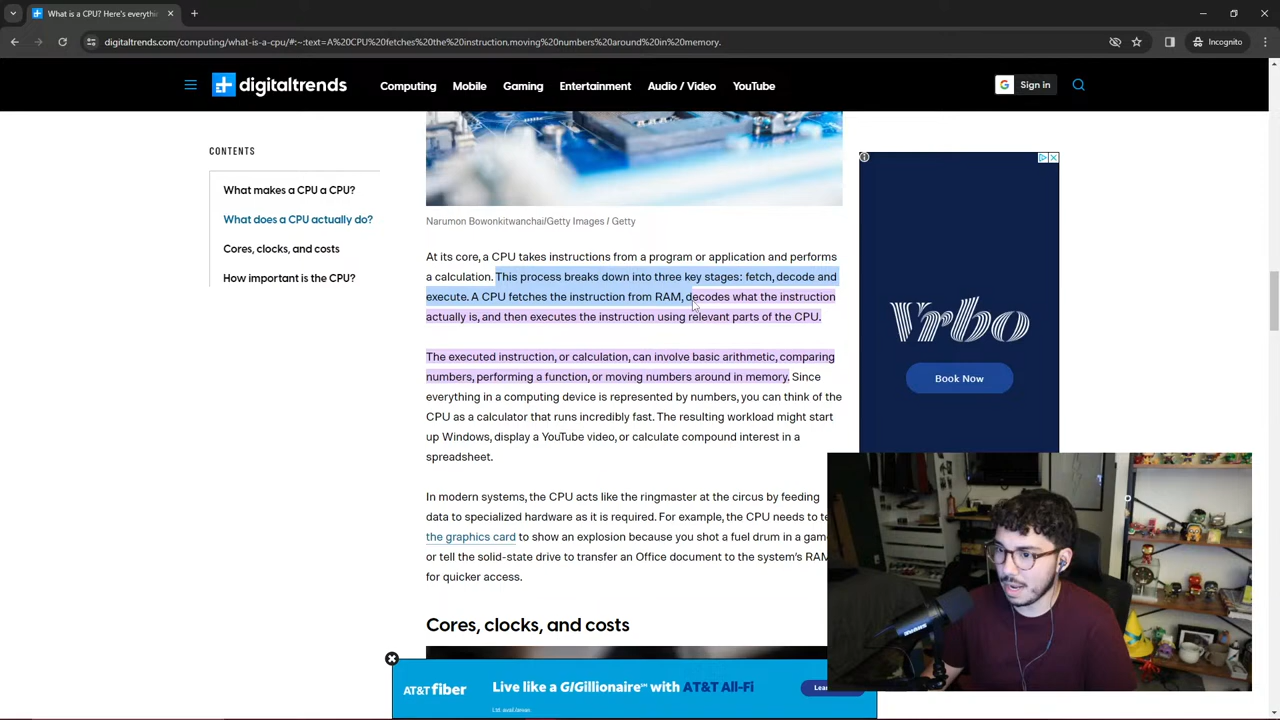 What is a CPU? Here's everythi
digitaltrends.com/computing/what-is-a-cpu/#:~:text=A%20CPU%20fetches%20the%20instruction,moving%20numbers%20around%20in%20memory.
Incognito
digitaltrends
Computing
Mobile
Gaming
Entertainment
Audio / Video
YouTube
Sign in
CONTENTS
What makes a CPU a CPU?
What does a CPU actually do?
Cores, clocks, and costs
How important is the CPU?
Narumon Bowonkitwanchai/Getty Images / Getty
At its core, a CPU takes instructions from a program or application and performs
a calculation. This process breaks down into three key stages: fetch, decode and
execute. A CPU fetches the instruction from RAM, decodes what the instruction
actually is, and then executes the instruction using relevant parts of the CPU.
The executed instruction, or calculation, can involve basic arithmetic, comparing
numbers, performing a function, or moving numbers around in memory. Since
everything in a computing device is represented by numbers, you can think of the
CPU as a calculator that runs incredibly fast. The resulting workload might start
up Windows, display a YouTube video, or calculate compound interest in a
spreadsheet.
In modern systems, the CPU acts like the ringmaster at the circus by feeding
data to specialized hardware as it is required. For example, the CPU needs to te
the graphics card to show an explosion because you shot a fuel drum in a gam
or tell the solid-state drive to transfer an Office document to the system's RAM
for quicker access.
Cores, clocks, and costs
Vrbo
Book Now
AT&T fiber
Live like a GIGillionaire℠ with AT&T All-Fi
Lea
Ltd. avail./areas.
SHURE